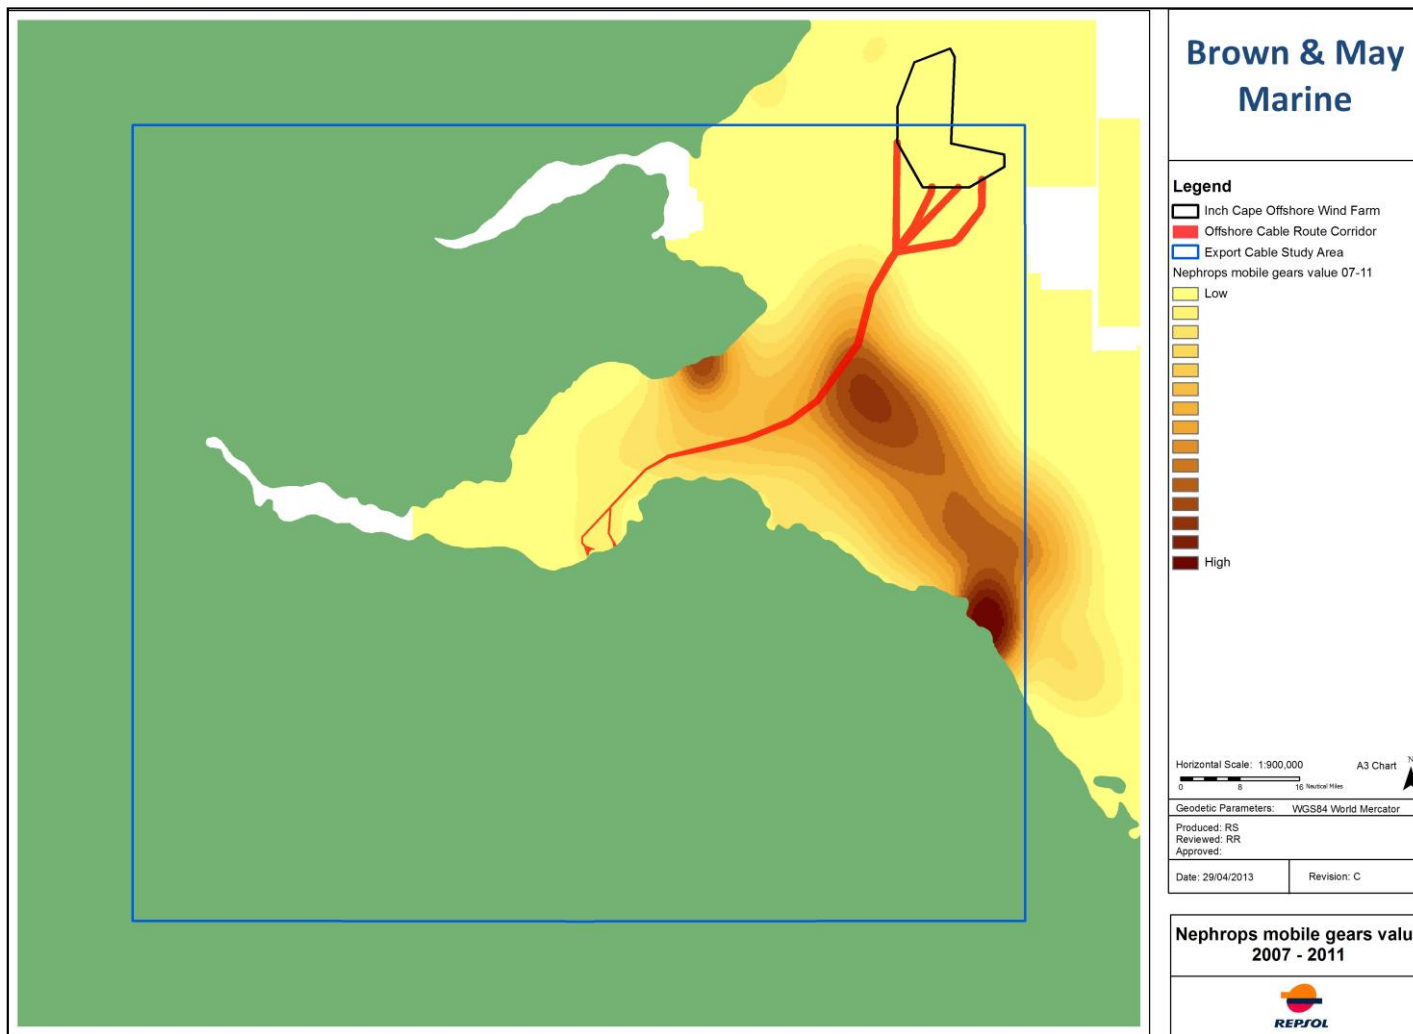 Brown & May
Marine
Legend
Inch Cape Offshore Wind Farm
Offshore Cable Route Corridor
Export Cable Study Area
Nephrops mobile gears value 07-11
Low
High
Horizontal Scale: 1:900,000
A3 Chart
N
0 8 16 Nautical Miles
Geodetic Parameters: WGS84 World Mercator
Produced: RS
Reviewed: RR
Approved:
Date: 29/04/2013
Revision: C
Nephrops mobile gears valu
2007 - 2011
REPSOL